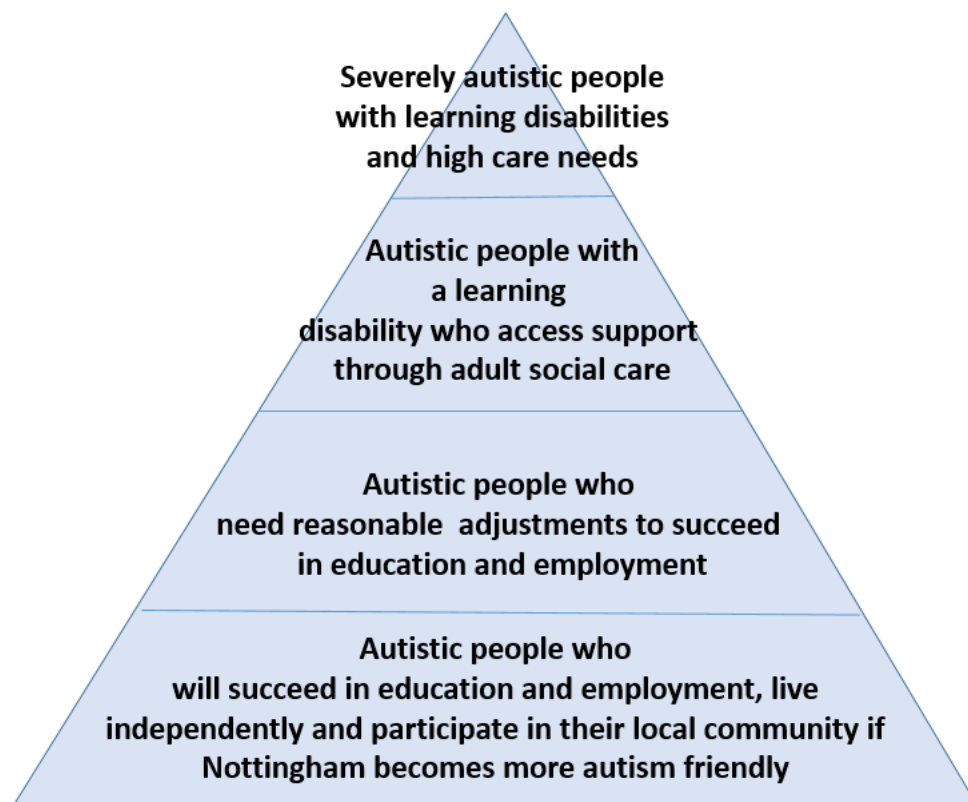 Severely autistic people
with learning disabilities
and high care needs
Autistic people with
a learning
disability who access support
through adult social care
Autistic people who
need reasonable  adjustments to succeed
in education and employment
Autistic people who
will succeed in education and employment, live
independently and participate in their local community if
Nottingham becomes more autism friendly